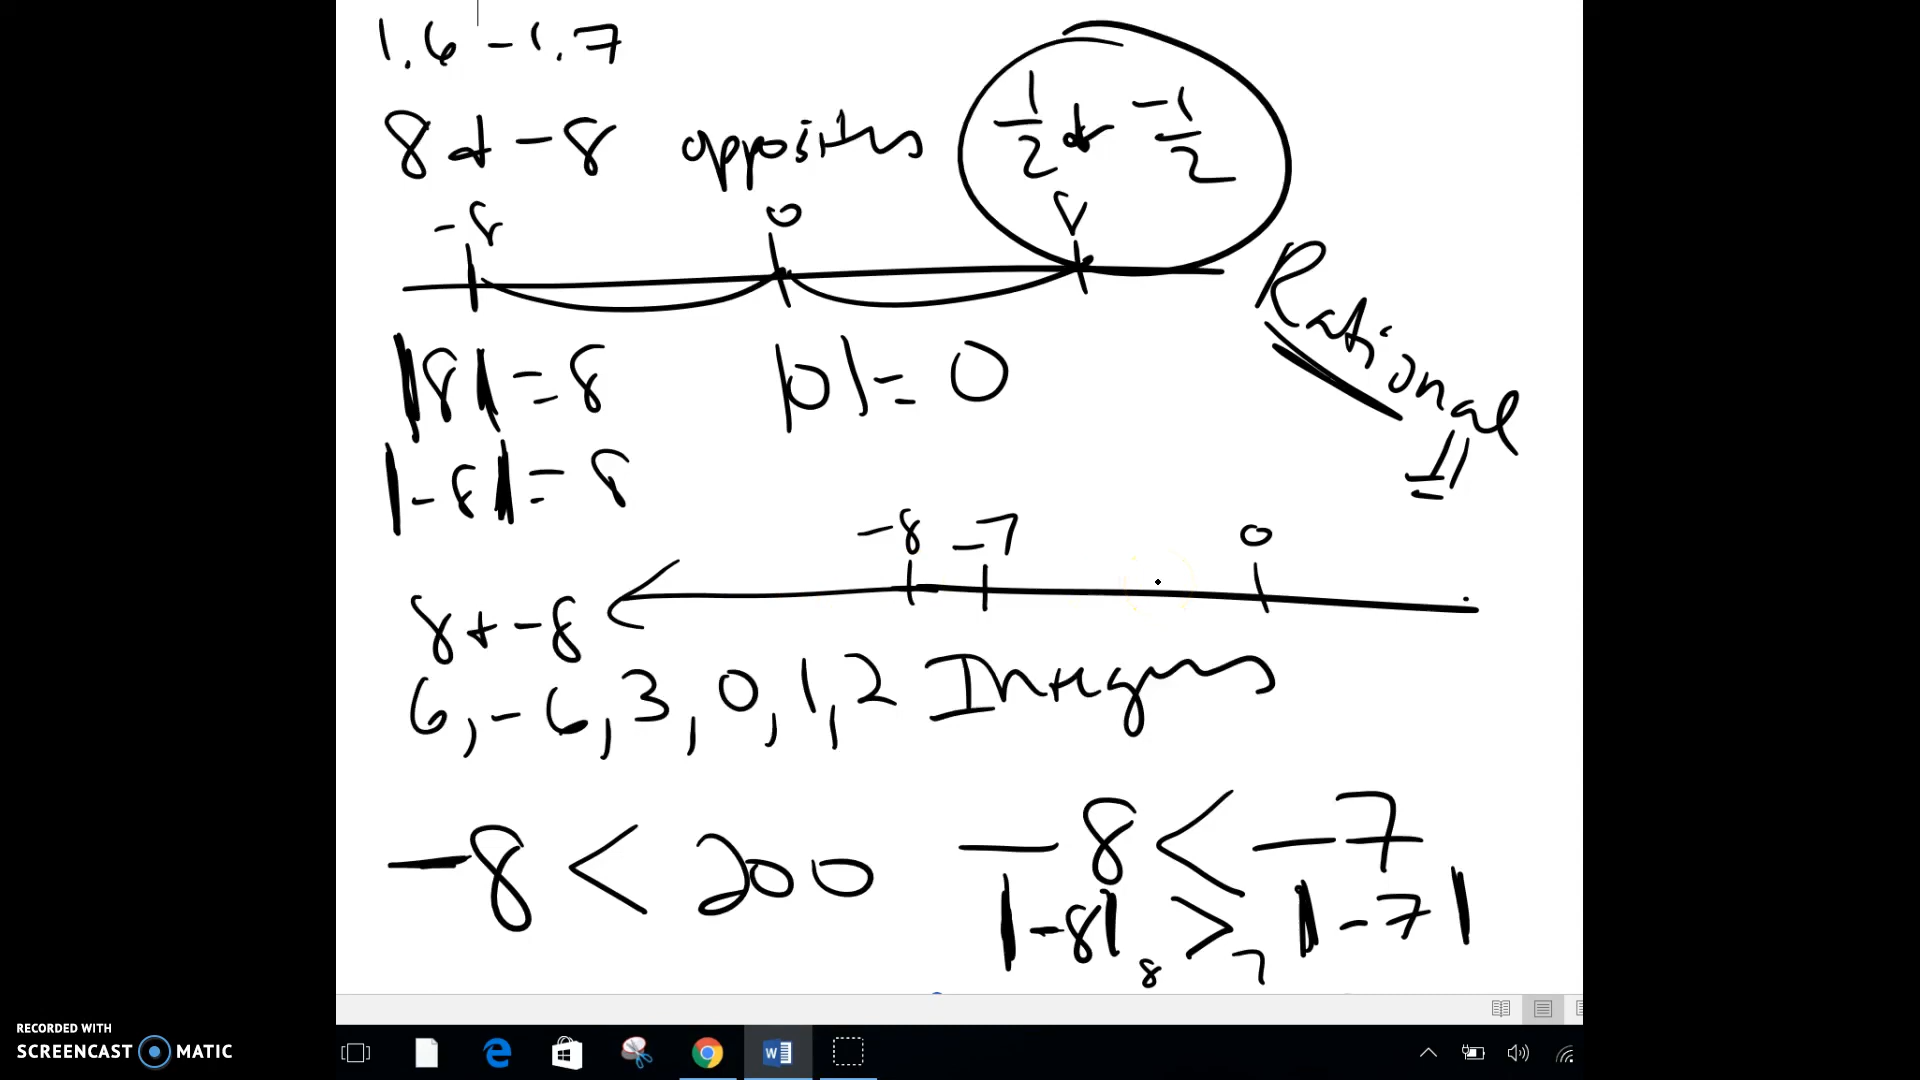 1.6 -1.7
8 + -8 opposites 1/2 + -1/2
-8 0 8
Rational
|8| = 8 |0| = 0
|-8| = 8
-8 -7 0
8 + -8
6, -6, 3, 0, 1, 2 Integers
-8 < 200 -8 < -7
|-8| > |-7|
8 7
RECORDED WITH
SCREENCAST MATIC